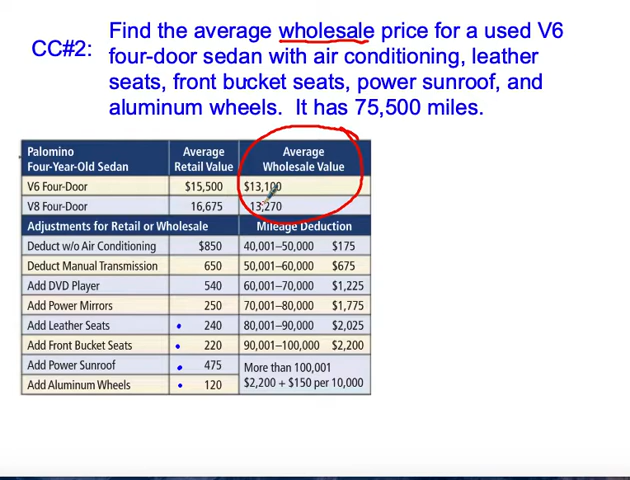 CC#2: Find the average wholesale price for a used V6
four-door sedan with air conditioning, leather
seats, front bucket seats, power sunroof, and
aluminum wheels. It has 75,500 miles.
Palomino Average Average
Four-Year-Old Sedan Retail Value Wholesale Value
V6 Four-Door $15,500 $13,100
V8 Four-Door 16,675 13,270
Adjustments for Retail or Wholesale Mileage Deduction
Deduct w/o Air Conditioning $850 40,001–50,000 $175
Deduct Manual Transmission 650 50,001–60,000 $675
Add DVD Player 540 60,001–70,000 $1,225
Add Power Mirrors 250 70,001–80,000 $1,775
Add Leather Seats 240 80,001–90,000 $2,025
Add Front Bucket Seats 220 90,001–100,000 $2,200
Add Power Sunroof 475 More than 100,001
Add Aluminum Wheels 120 $2,200 + $150 per 10,000